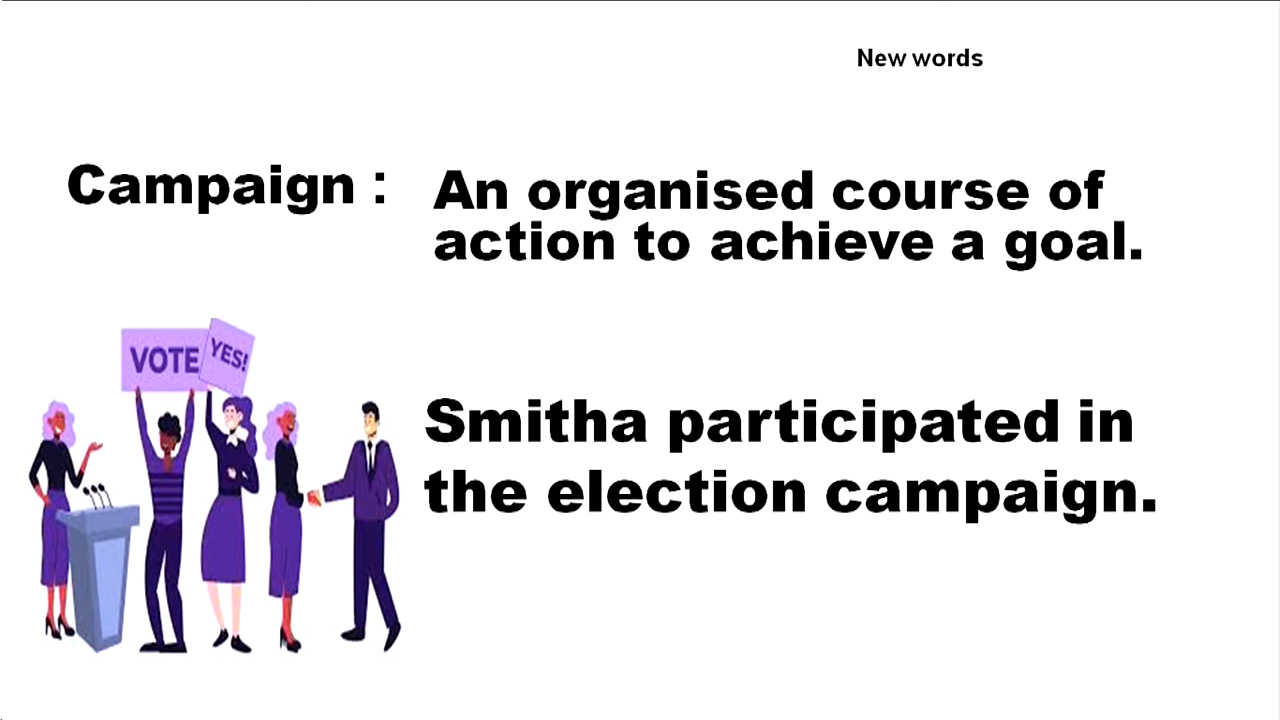 New words
Campaign : An organised course of
action to achieve a goal.
VOTE YES!
Smitha participated in
the election campaign.